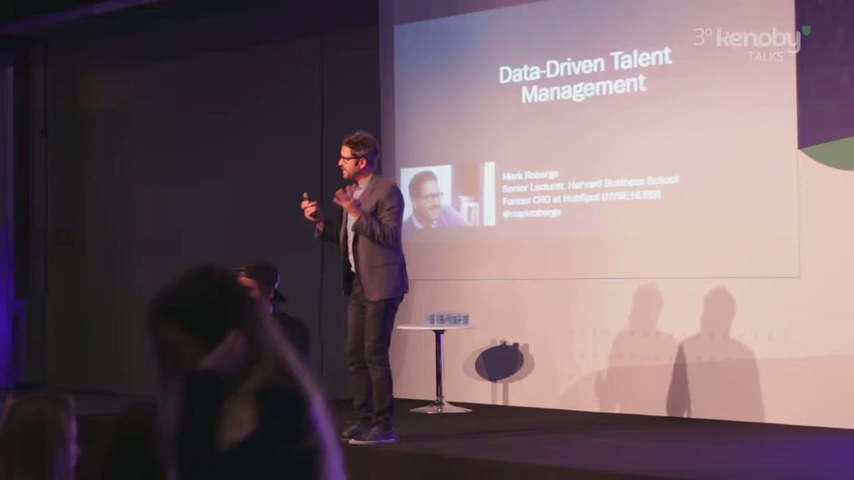 3º kenoby
TALKS
Data-Driven Talent
Management
Mark Roberge
Senior Lecturer, Harvard Business School
Former CRO at HubSpot (NYSE:HUBS)
@markroberge